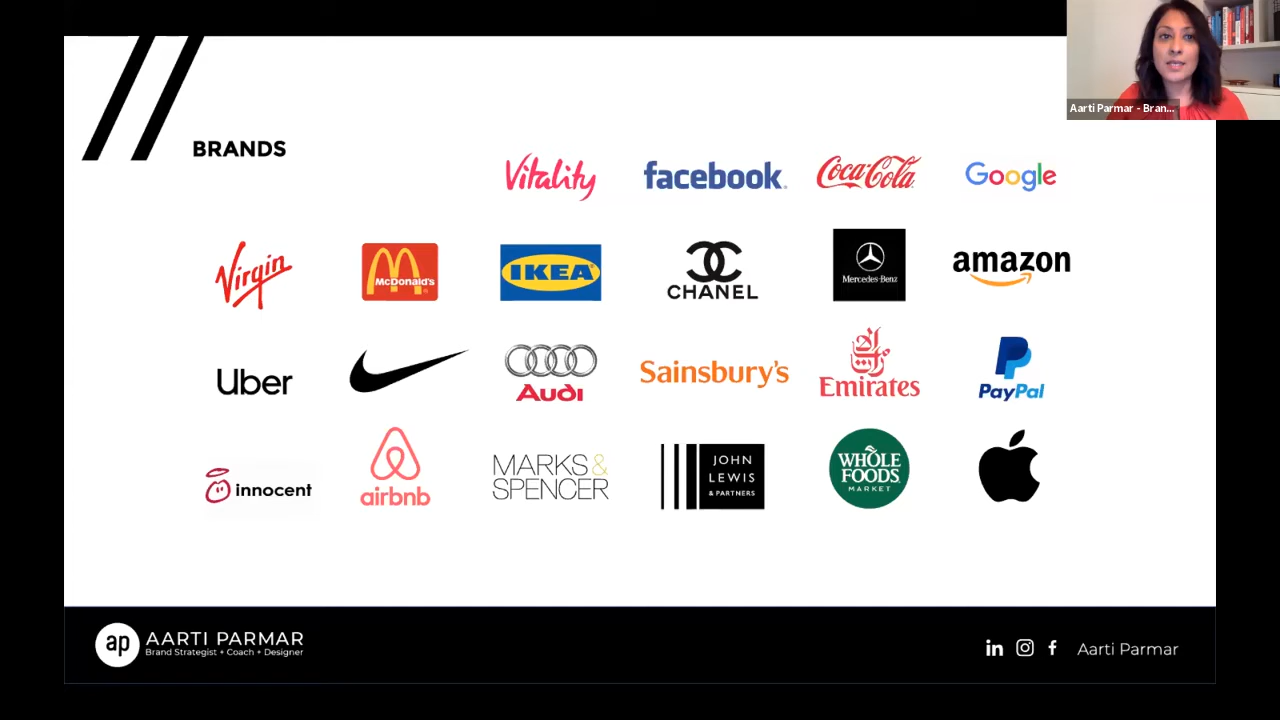 Aarti Parmar - Bran...
BRANDS
Vitality
facebook
Coca-Cola
Google
Virgin
McDonald's
IKEA
CHANEL
Mercedes-Benz
amazon
Uber
Audi
Sainsbury's
Emirates
PayPal
innocent
airbnb
MARKS&
SPENCER
JOHN
LEWIS
& PARTNERS
WHOLE
FOODS
MARKET
ap
AARTI PARMAR
Brand Strategist + Coach + Designer
in
f
Aarti Parmar